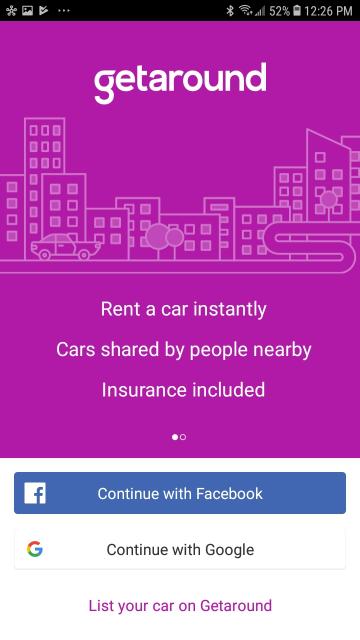 52% 12:26 PM
getaround
Rent a car instantly
Cars shared by people nearby
Insurance included
Continue with Facebook
Continue with Google
List your car on Getaround